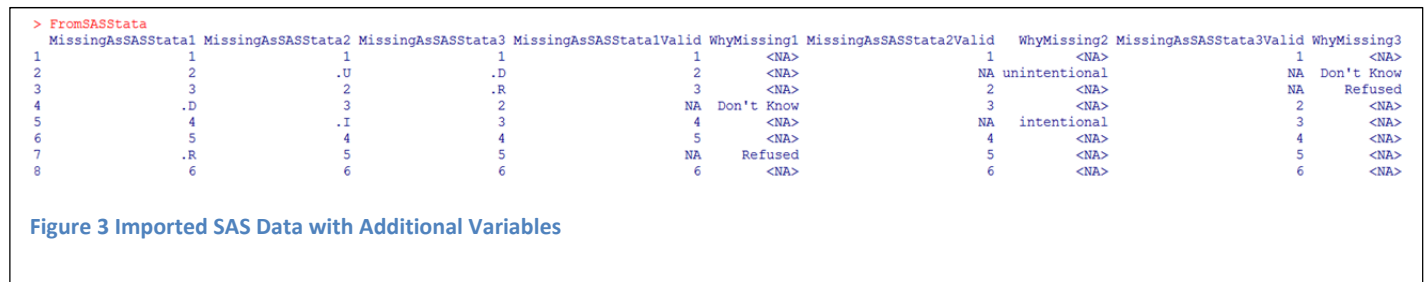 > FromSASStata
MissingAsSASStata1 MissingAsSASStata2 MissingAsSASStata3 MissingAsSASStata1Valid WhyMissing1 MissingAsSASStata2Valid WhyMissing2 MissingAsSASStata3Valid WhyMissing3
1 1 1 1 1 <NA> 1 <NA> 1 <NA>
2 2 .U .D 2 <NA> NA unintentional NA Don't Know
3 3 2 .R 3 <NA> 2 <NA> NA Refused
4 .D 3 2 NA Don't Know 3 <NA> 2 <NA>
5 4 .I 3 4 <NA> NA intentional 3 <NA>
6 5 4 4 5 <NA> 4 <NA> 4 <NA>
7 .R 5 5 NA Refused 5 <NA> 5 <NA>
8 6 6 6 6 <NA> 6 <NA> 6 <NA>
Figure 3 Imported SAS Data with Additional Variables